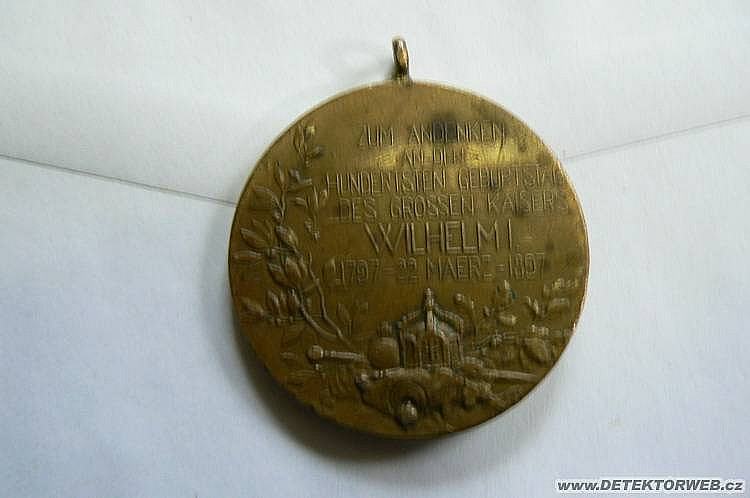 ZUM ANDENKEN
AN DEN
HUNDERTSTEN GEBURTSTAG
DES GROSSEN KAISERS
WILHELM I.
1797-22 MAERZ-1897
www.DETEKTORWEB.cz